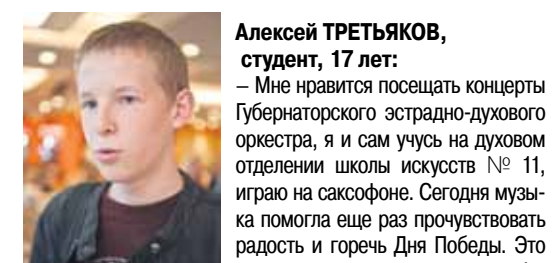 Алексей ТРЕТЬЯКОВ,
студент, 17 лет:
– Мне нравится посещать концерты
Губернаторского эстрадно-духового
оркестра, я и сам учусь на духовом
отделении школы искусств № 11,
играю на саксофоне. Сегодня музы-
ка помогла еще раз прочувствовать
радость и горечь Дня Победы. Это